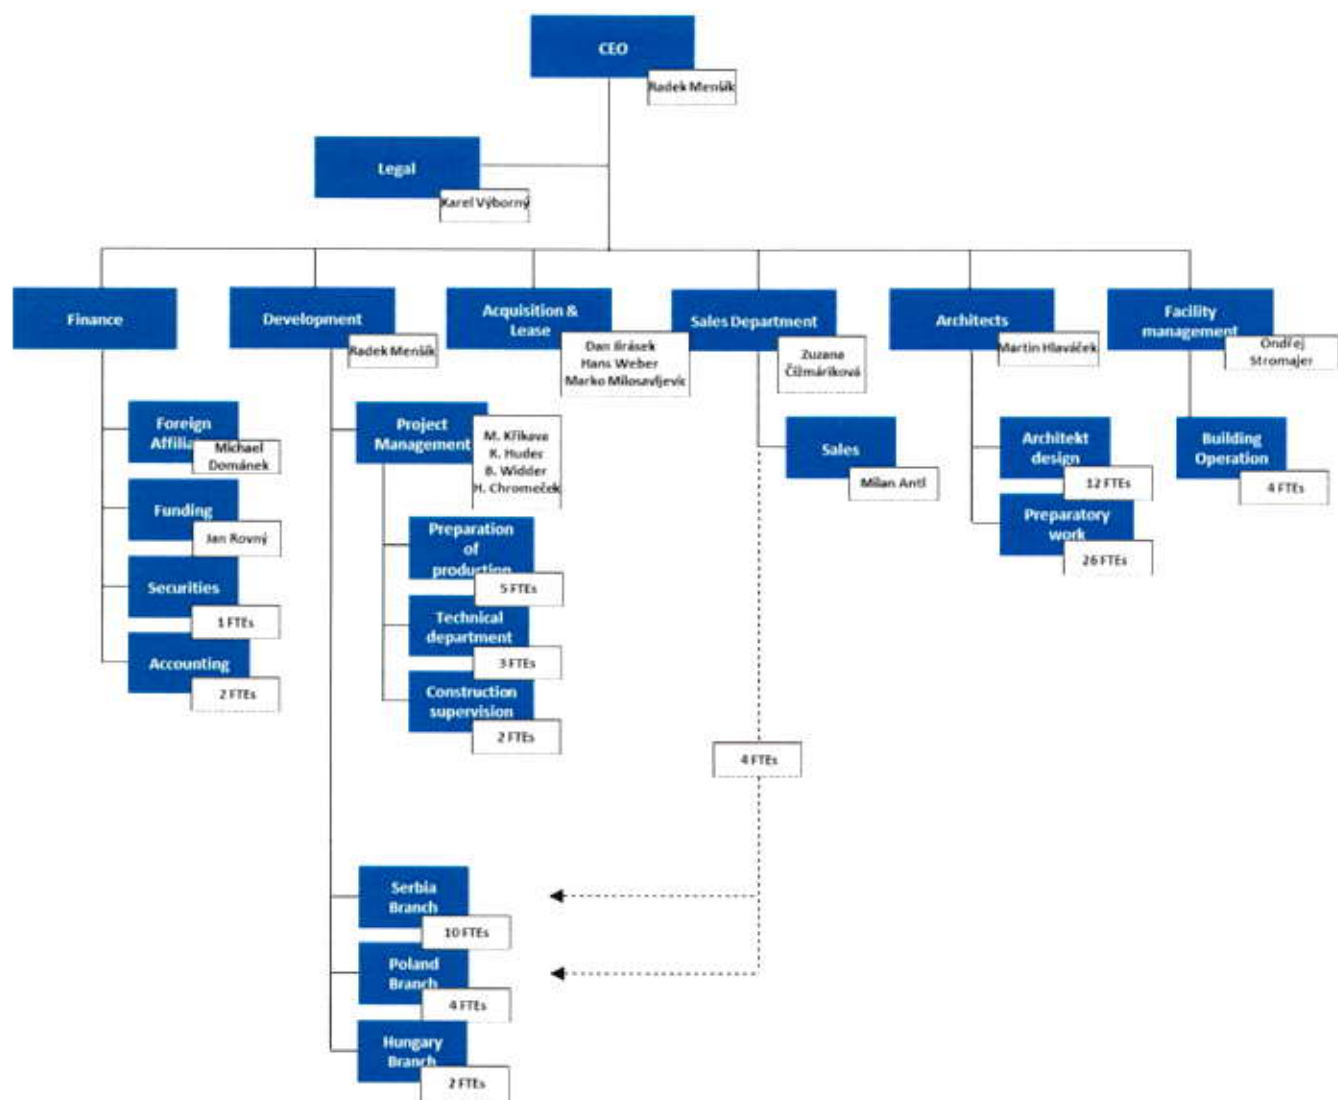 CEO
Radek Menšík
Legal
Karel Výborný
Finance
Development
Radek Menšík
Acquisition &
Lease
Dan Jirásek
Hans Weber
Marko Milosavljevic
Sales Department
Zuzana
Čižmáriková
Architects
Martin Hlaváček
Facility
management
Ondřej
Stromajer
Foreign
Michael
Dománek
Funding
Jan Rovný
Securities
1 FTEs
Accounting
2 FTEs
Project
Management
M. Křikava
K. Huder
B. Widder
H. Chromeček
Preparation
of
production
5 FTEs
Technical
department
3 FTEs
Construction
supervision
2 FTEs
Sales
Milan Antl
4 FTEs
Architekt
design
12 FTEs
Preparatory
work
26 FTEs
Building
Operation
4 FTEs
Serbia
Branch
10 FTEs
Poland
Branch
4 FTEs
Hungary
Branch
2 FTEs